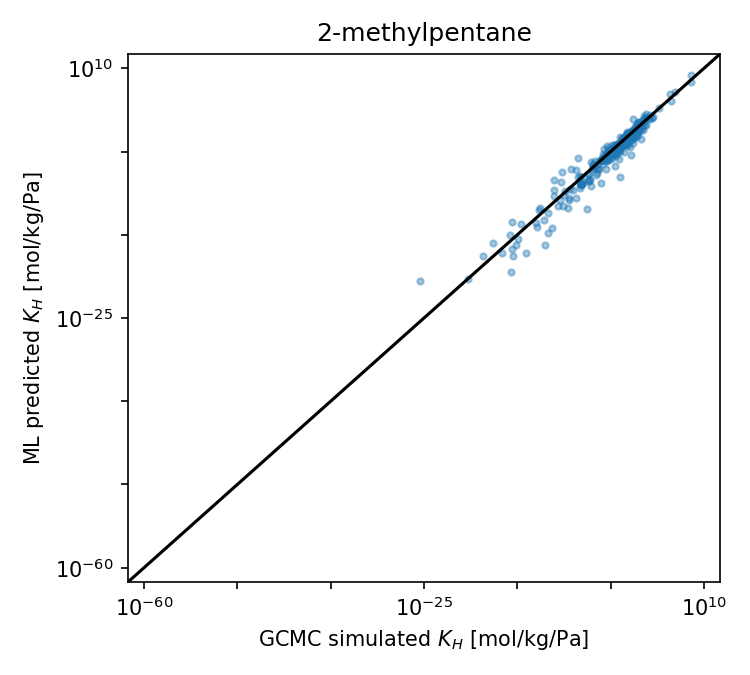 2-methylpentane
ML predicted K_H [mol/kg/Pa]
10^10
10^−25
10^−60
10^−60
10^−25
10^10
GCMC simulated K_H [mol/kg/Pa]